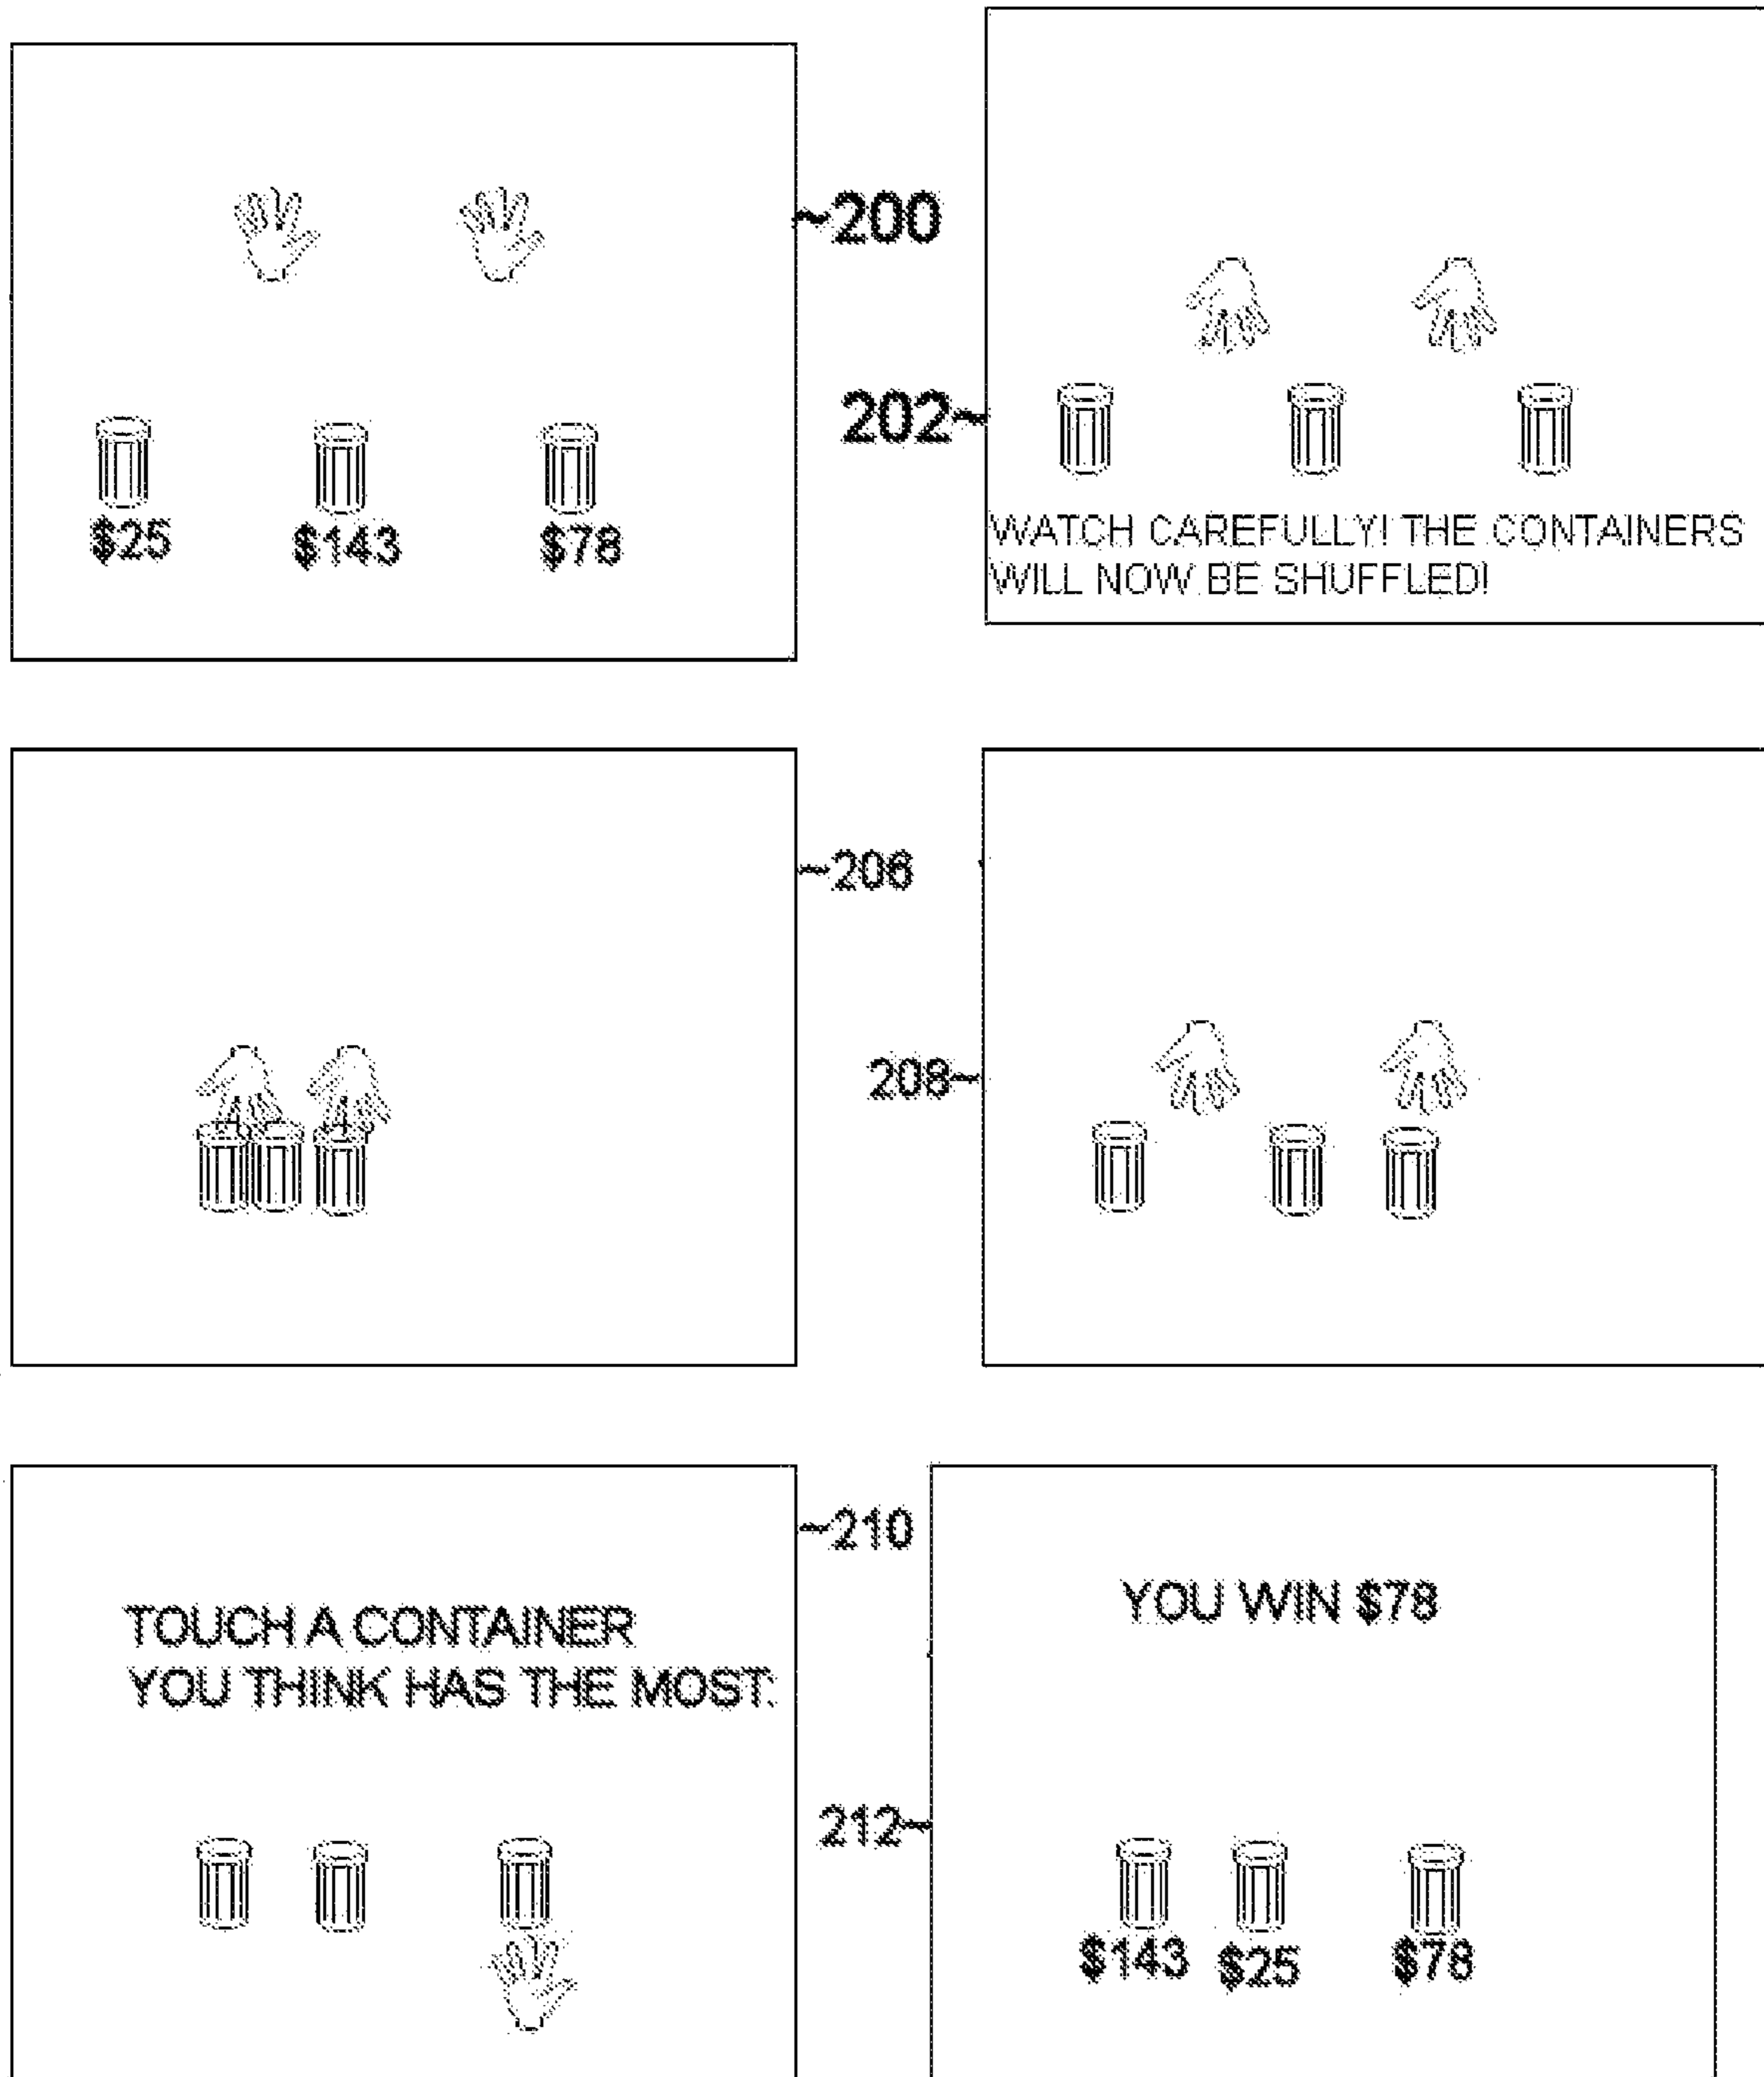 ~200
$25 $143 $78
202~
WATCH CAREFULLY! THE CONTAINERS
WILL NOW BE SHUFFLED!
~206
208~
~210
TOUCH A CONTAINER
YOU THINK HAS THE MOST:
212~
YOU WIN $78
$143 $25 $78